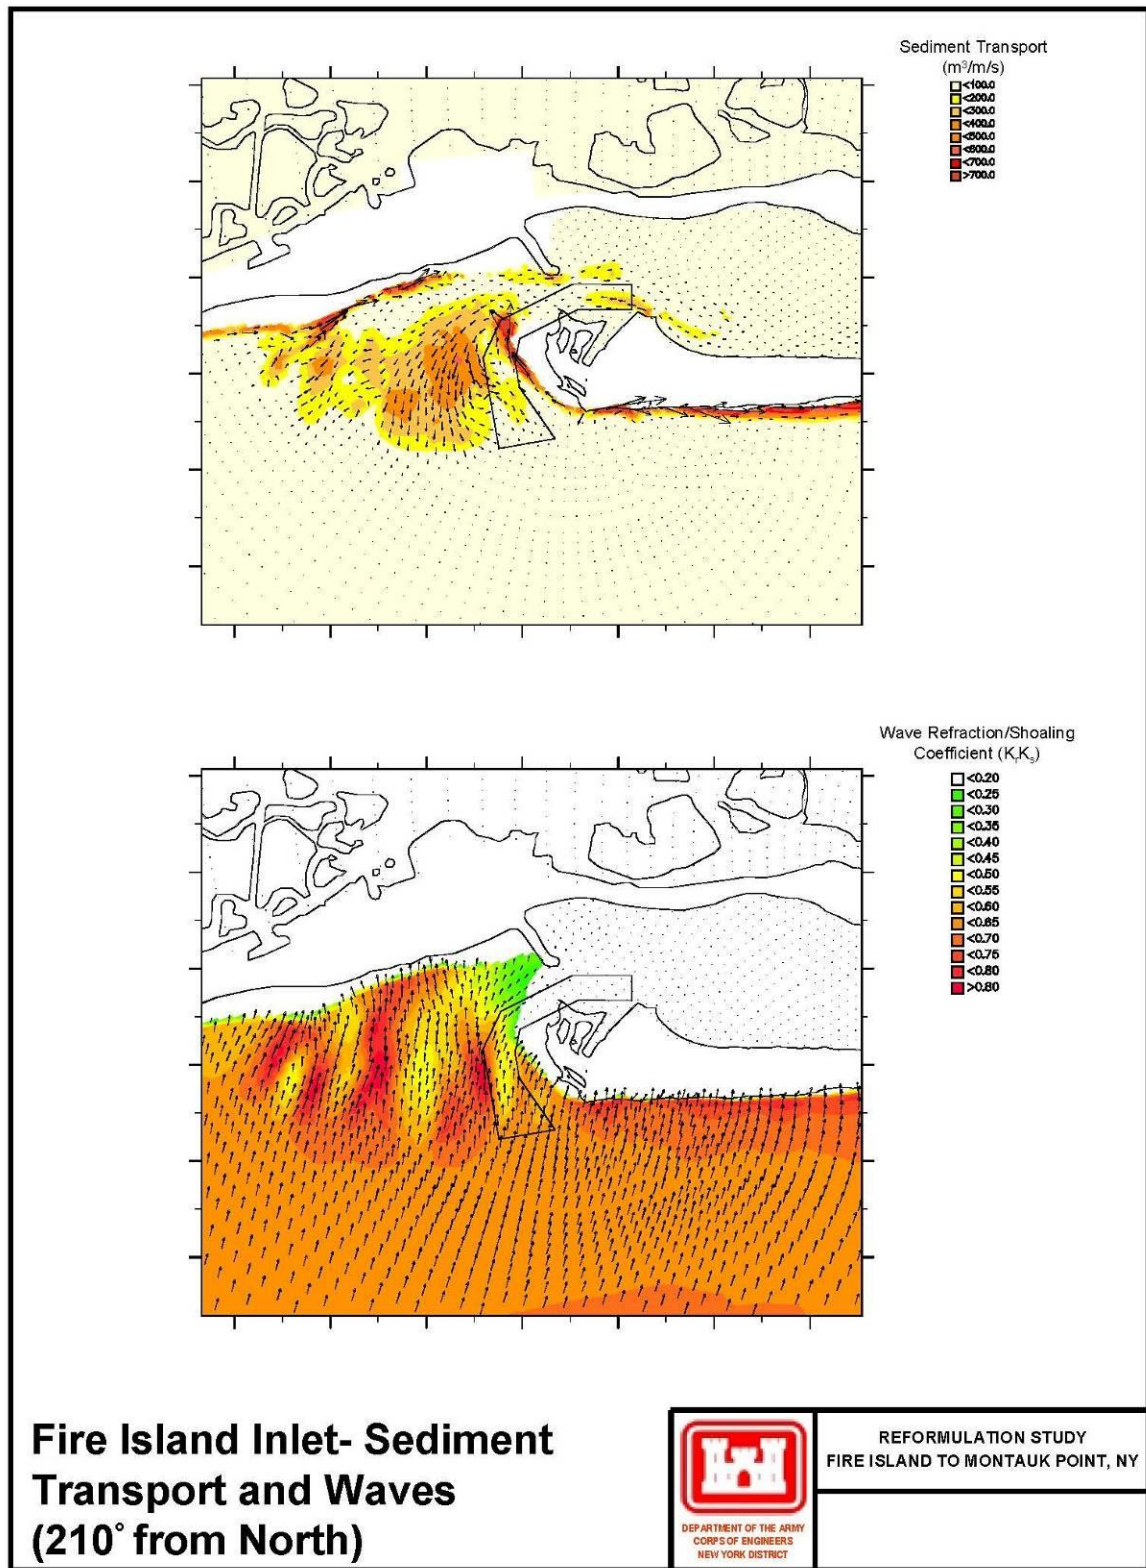 Sediment Transport
(m³/m/s)
<100.0
<200.0
<300.0
<400.0
<500.0
<600.0
<700.0
>700.0
Wave Refraction/Shoaling
Coefficient (KᵣKₛ)
<0.20
<0.25
<0.30
<0.35
<0.40
<0.45
<0.50
<0.55
<0.60
<0.65
<0.70
<0.75
<0.80
>0.80
Fire Island Inlet- Sediment
Transport and Waves
(210° from North)
DEPARTMENT OF THE ARMY
CORPS OF ENGINEERS
NEW YORK DISTRICT
REFORMULATION STUDY
FIRE ISLAND TO MONTAUK POINT, NY